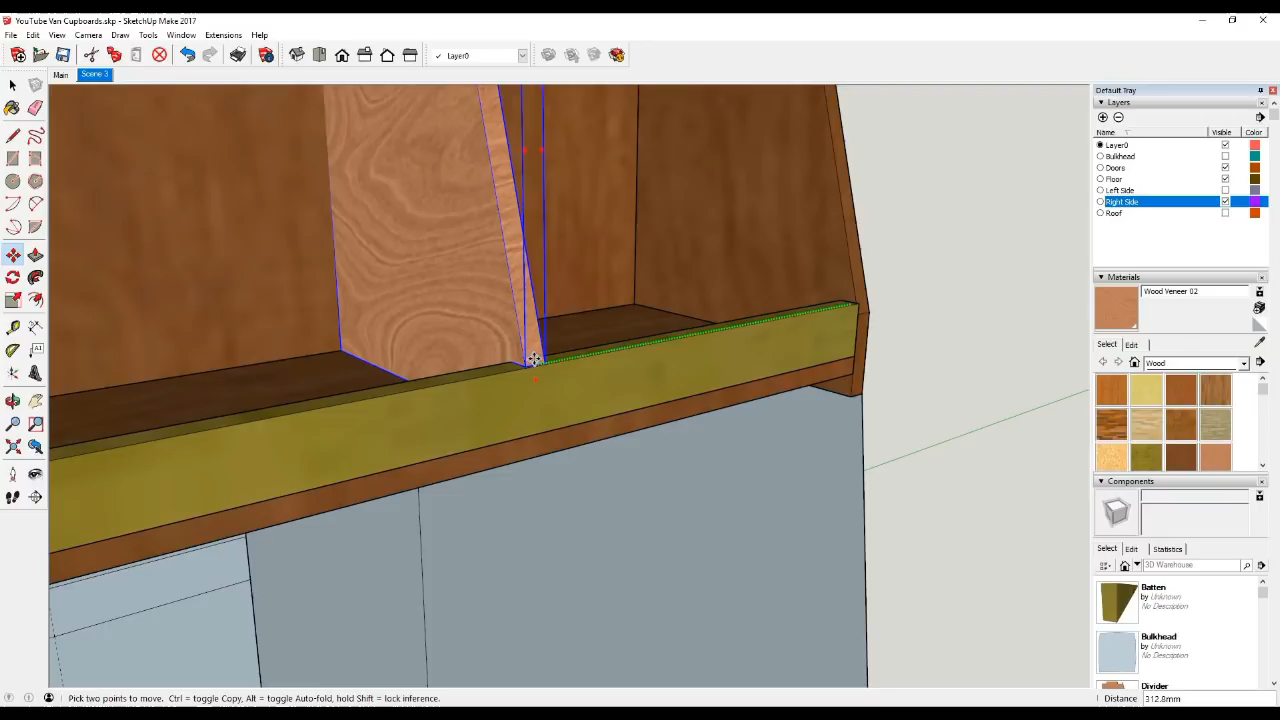 YouTube Van Cupboards.skp - SketchUp Make 2017
File Edit View Camera Draw Tools Window Extensions Help
✓ Layer0
Main Scene 3
Default Tray
Layers
Name Visible Color
Layer0
Bulkhead
Doors
Floor
Left Side
Right Side
Roof
Materials
Wood Veneer 02
Select Edit
Wood
Components
Select Edit Statistics
3D Warehouse
Batten
by Unknown
No Description
Bulkhead
by Unknown
No Description
Divider
Pick two points to move. Ctrl = toggle Copy, Alt = toggle Auto-fold, hold Shift = lock inference.
Distance 312.8mm